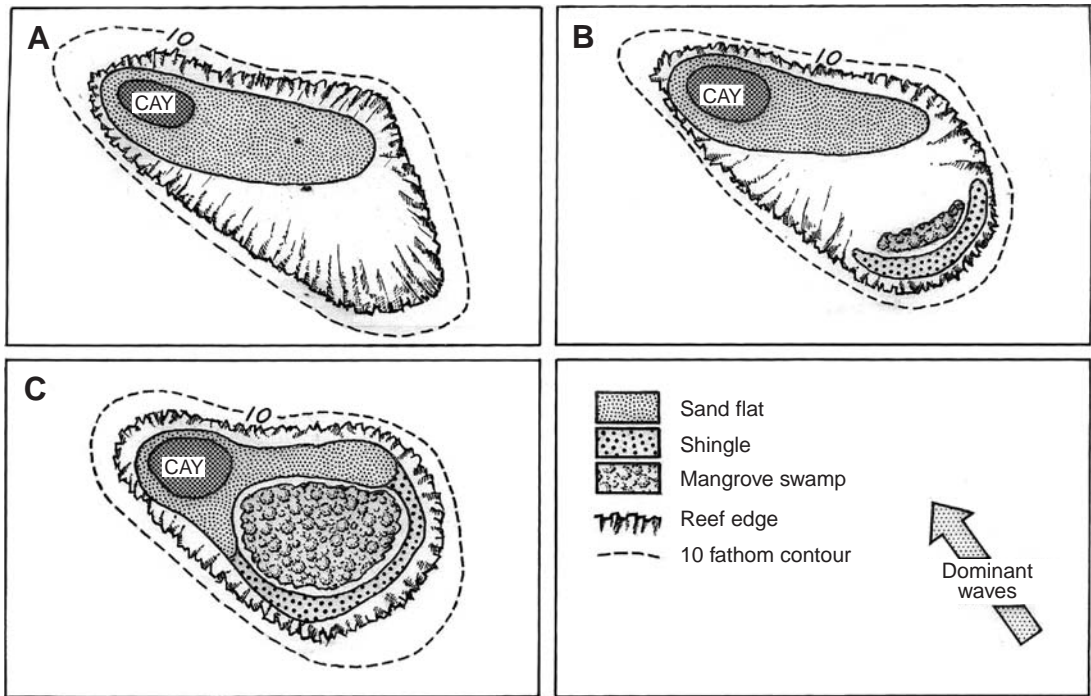 A
10
CAY
B
10
CAY
C
10
CAY
Sand flat
Shingle
Mangrove swamp
Reef edge
10 fathom contour
Dominant
waves